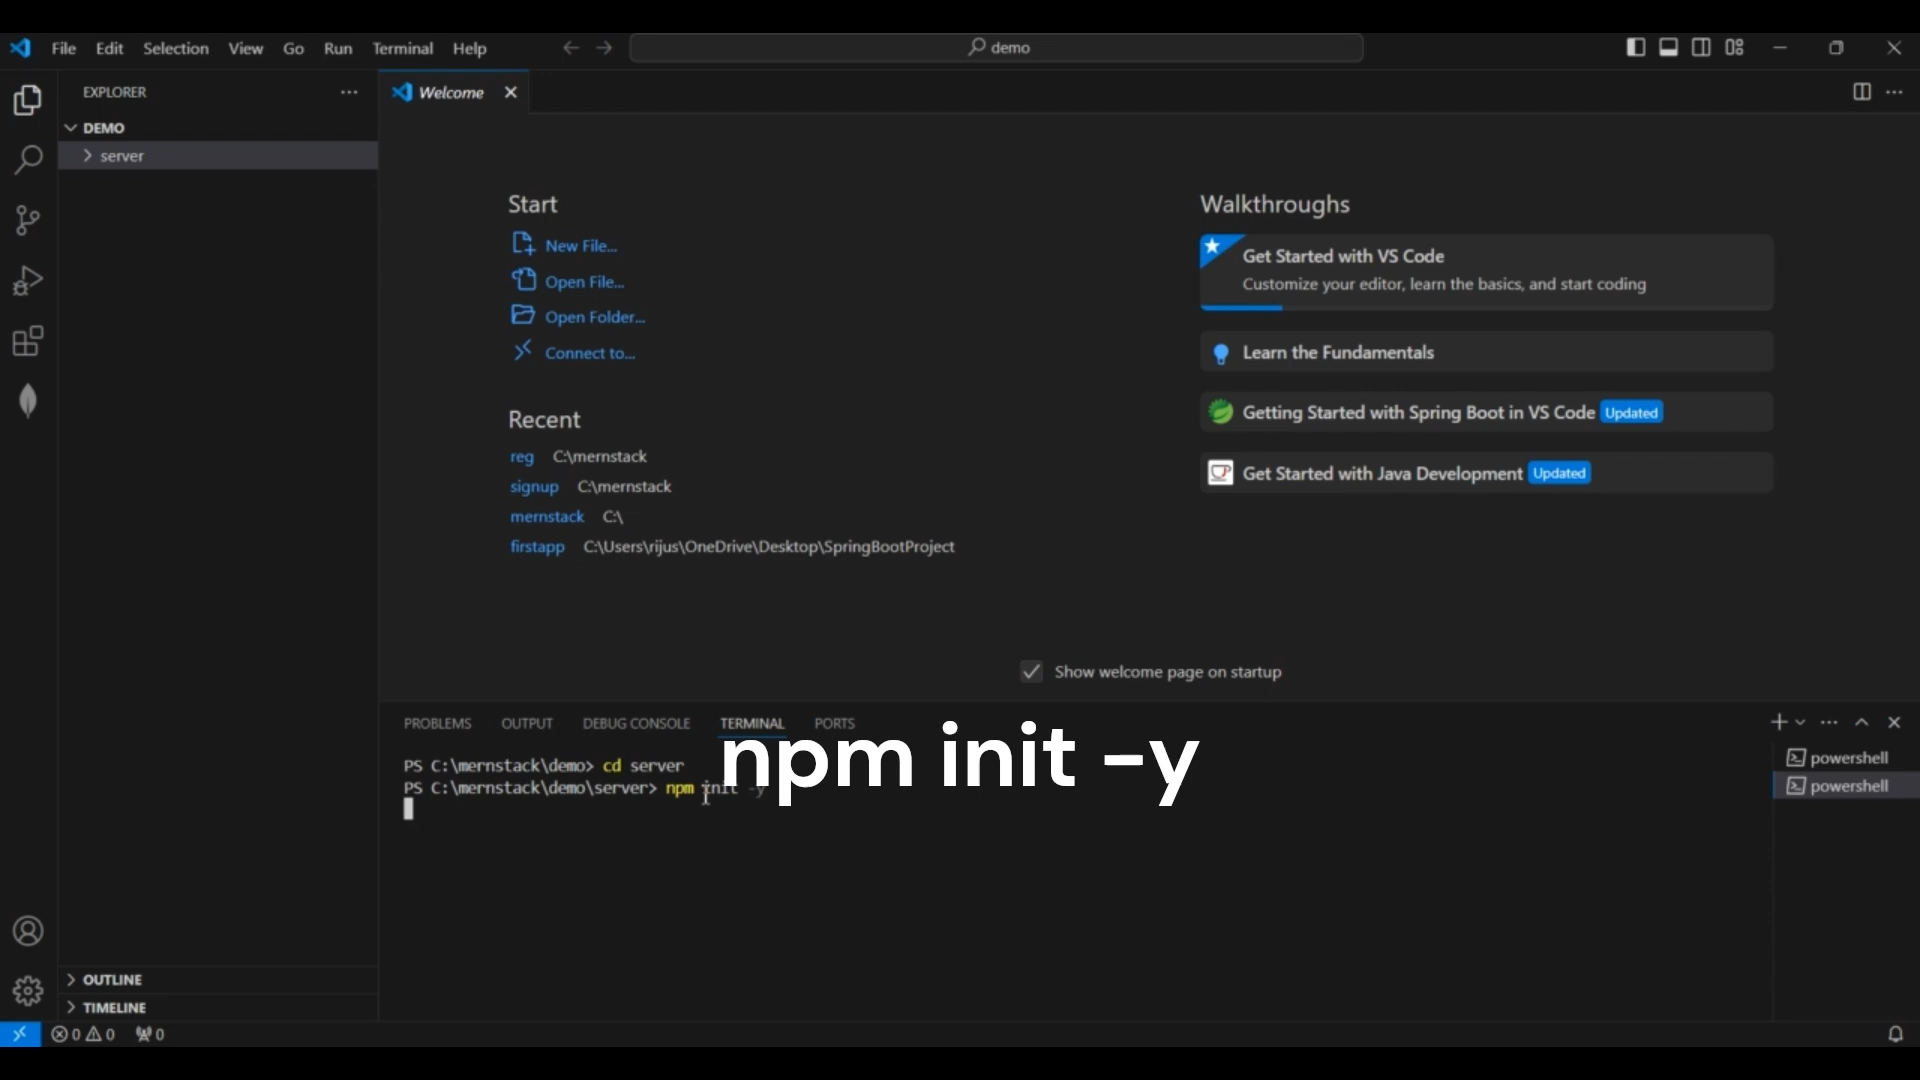 File Edit Selection View Go Run Terminal Help
demo
EXPLORER
Welcome
DEMO
server
Start
New File...
Open File...
Open Folder...
Connect to...
Recent
reg C:\mernstack
signup C:\mernstack
mernstack C:\
firstapp C:\Users\rijus\OneDrive\Desktop\SpringBootProject
Walkthroughs
Get Started with VS Code
Customize your editor, learn the basics, and start coding
Learn the Fundamentals
Getting Started with Spring Boot in VS Code Updated
Get Started with Java Development Updated
Show welcome page on startup
PROBLEMS OUTPUT DEBUG CONSOLE TERMINAL PORTS
npm init -y
PS C:\mernstack\demo> cd server
PS C:\mernstack\demo\server> npm init -y
powershell
powershell
OUTLINE
TIMELINE
0 0 0